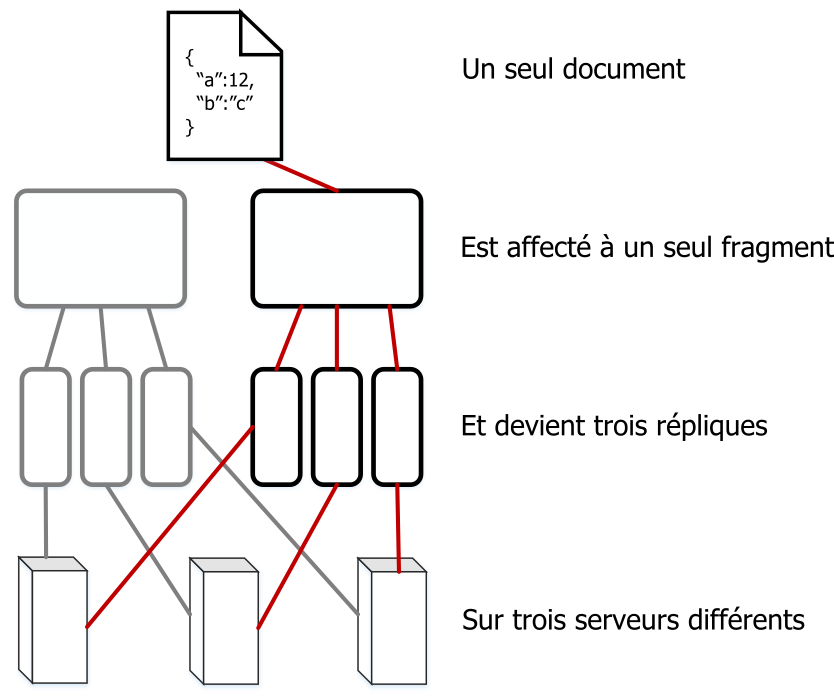 {
“a”:12,
“b”:”c”
}
Un seul document
Est affecté à un seul fragment
Et devient trois répliques
Sur trois serveurs différents